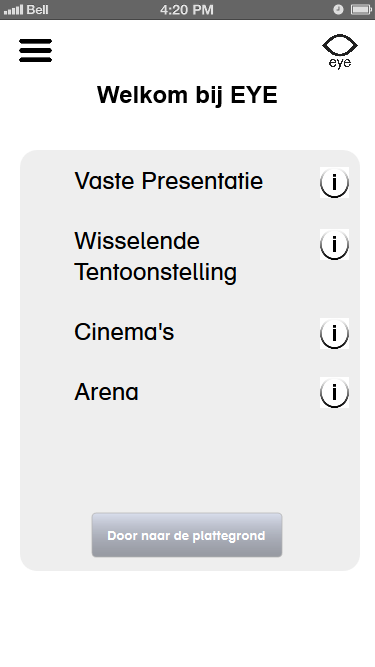 Bell 4:20 PM
eye
Welkom bij EYE
Vaste Presentatie
i
Wisselende
i
Tentoonstelling
Cinema's
i
Arena
i
Door naar de plattegrond